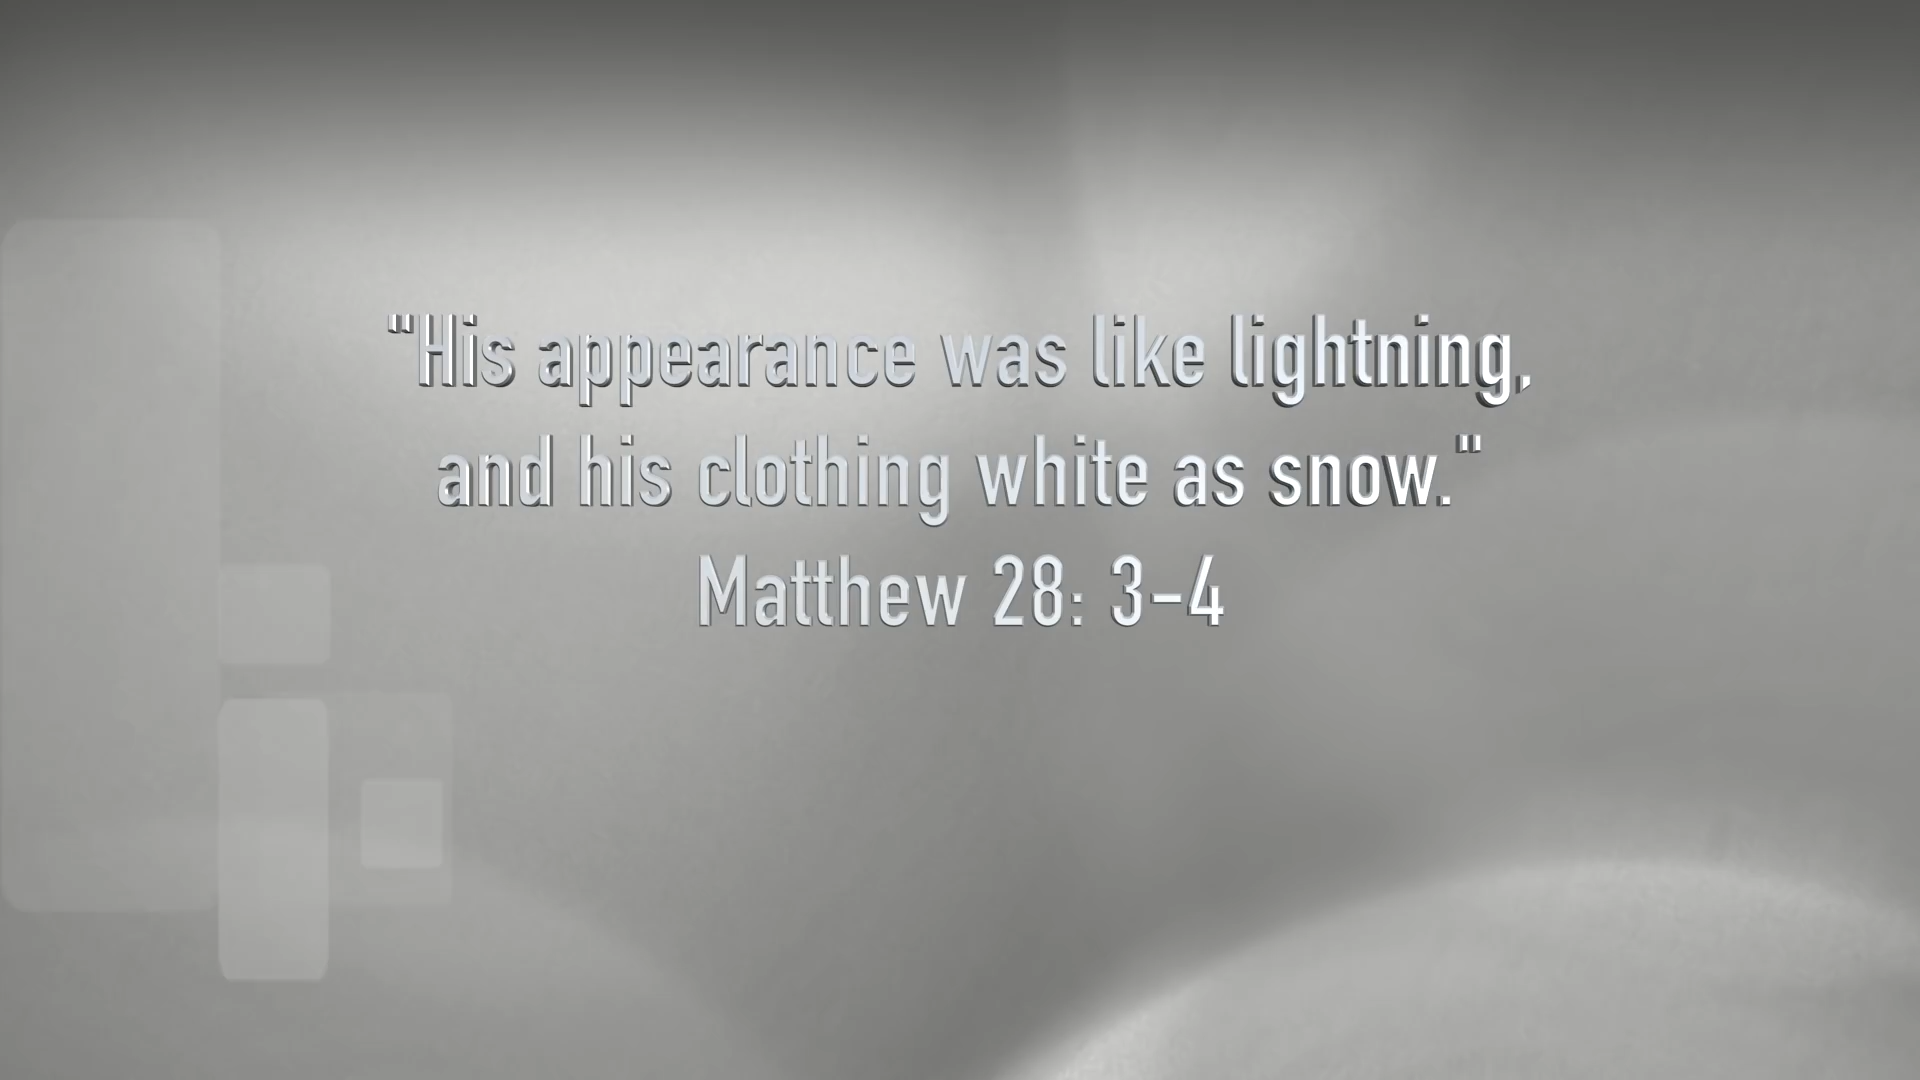 "His appearance was like lightning,
and his clothing white as snow."
Matthew 28: 3-4